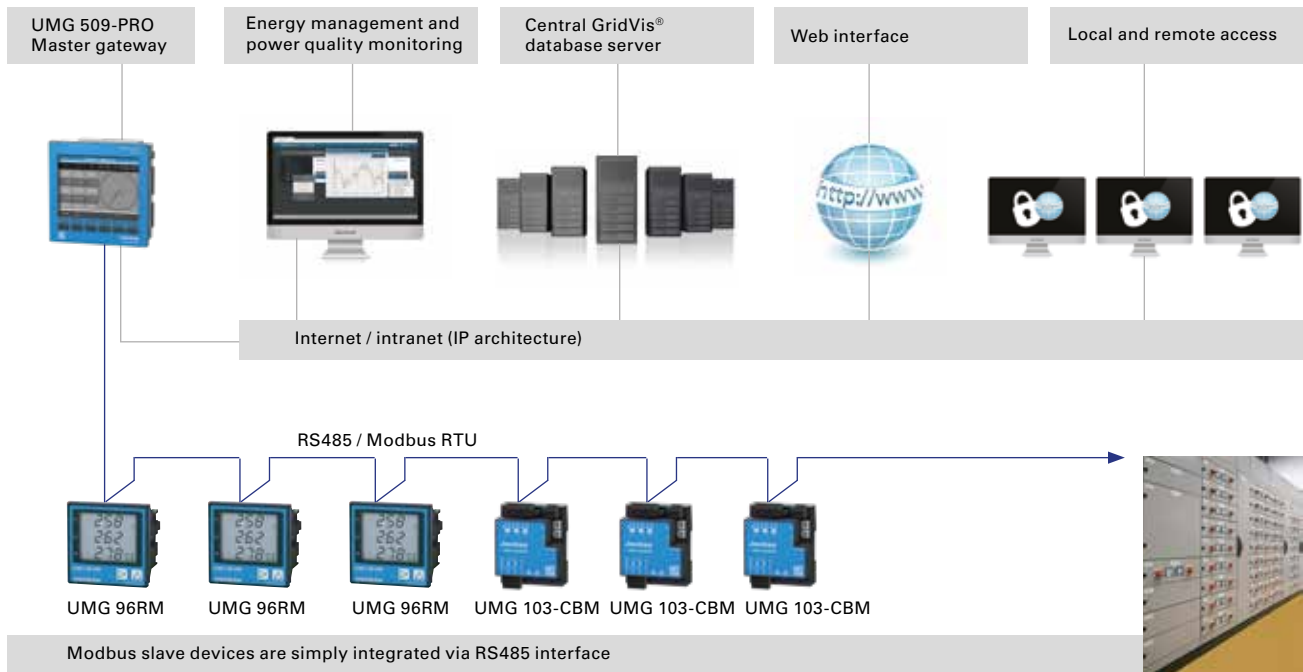 UMG 509-PRO
Master gateway
Energy management and
power quality monitoring
Central GridVis®
database server
Web interface
Local and remote access
http://www
Internet / intranet (IP architecture)
RS485 / Modbus RTU
UMG 96RM
UMG 96RM
UMG 96RM
UMG 103-CBM
UMG 103-CBM
UMG 103-CBM
Modbus slave devices are simply integrated via RS485 interface